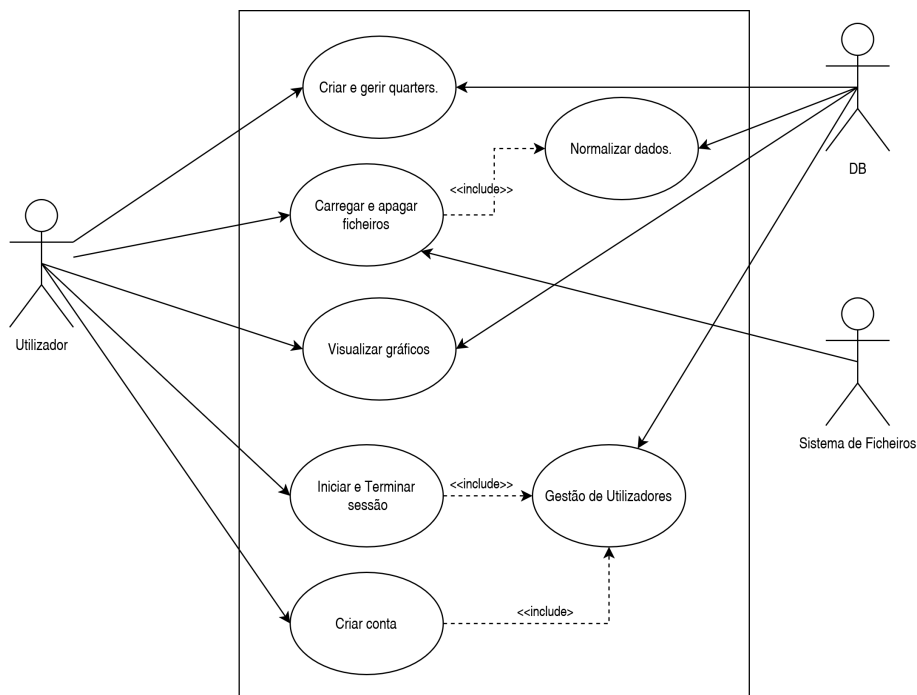 Criar e gerir quarters.
Normalizar dados.
DB
<<include>>
Carregar e apagar
ficheiros
Utilizador
Visualizar gráficos
Sistema de Ficheiros
Iniciar e Terminar
sessão
<<include>>
Gestão de Utilizadores
<<include>
Criar conta